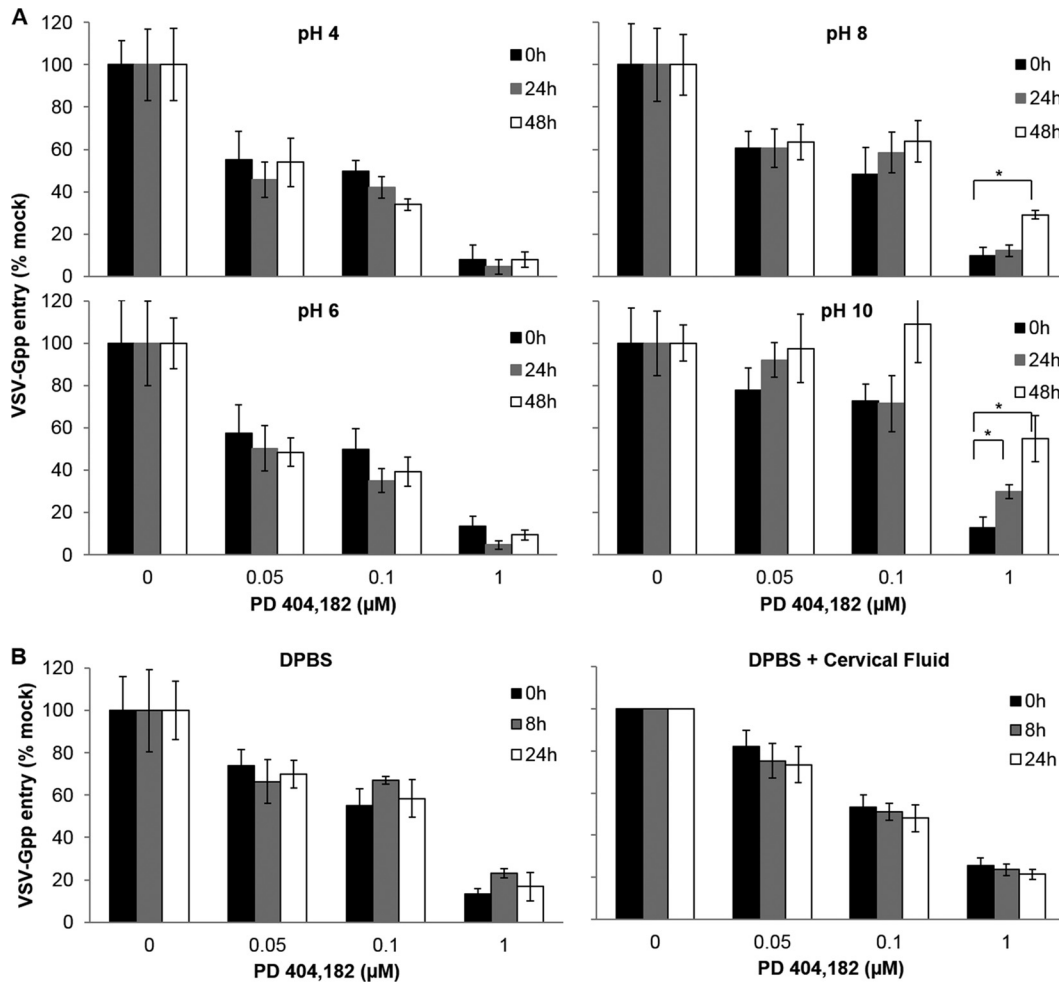 A
pH 4
pH 8
120
100
80
60
40
20
0
0h
24h
48h
0h
24h
48h
*
VSV-Gpp entry (% mock)
pH 6
pH 10
120
100
80
60
40
20
0
0h
24h
48h
0h
24h
48h
*
*
0 0.05 0.1 1
PD 404,182 (µM)
0 0.05 0.1 1
PD 404,182 (µM)
B
DPBS
DPBS + Cervical Fluid
VSV-Gpp entry (% mock)
120
100
80
60
40
20
0
0h
8h
24h
0h
8h
24h
0 0.05 0.1 1
PD 404,182 (µM)
0 0.05 0.1 1
PD 404,182 (µM)